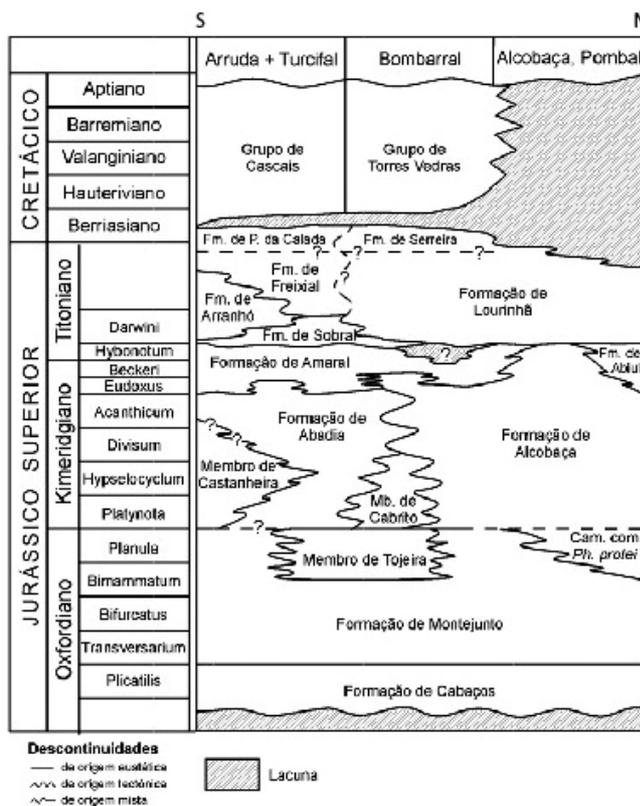 S
N
Arruda + Turcifal
Bombarral
Alcobaça, Pombal
CRETÁCICO
Aptiano
Barremiano
Valanginiano
Hauteriviano
Berriasiano
Grupo de
Cascais
Grupo de
Torres Vedras
JURÁSSICO SUPERIOR
Titoniano
Darwini
Hybonotum
Kimeridgiano
Beckeri
Eudoxus
Acanthicum
Divisum
Hypselocyclum
Platynota
Oxfordiano
Planula
Bimammatum
Bifurcatus
Transversarium
Plicatilis
Fm. de P. da Calada
?
Fm. de Serreira
?
Fm. de
Freixial
?
Fm. de
Arranhó
Formação de
Lourinhã
Fm. de Sobral
Formação de Amaral
?
Fm. de
Abiul
Formação de
Abadia
Formação de
Alcobaça
?
?
Membro de
Castanheira
Mb. de
Cabrito
?
Membro de Tojeira
Cam. com
Ph. protei
Formação de Montejunto
Formação de Cabaços
Descontinuidades
de origem eustática
de origem tectónica
de origem mista
Lacuna